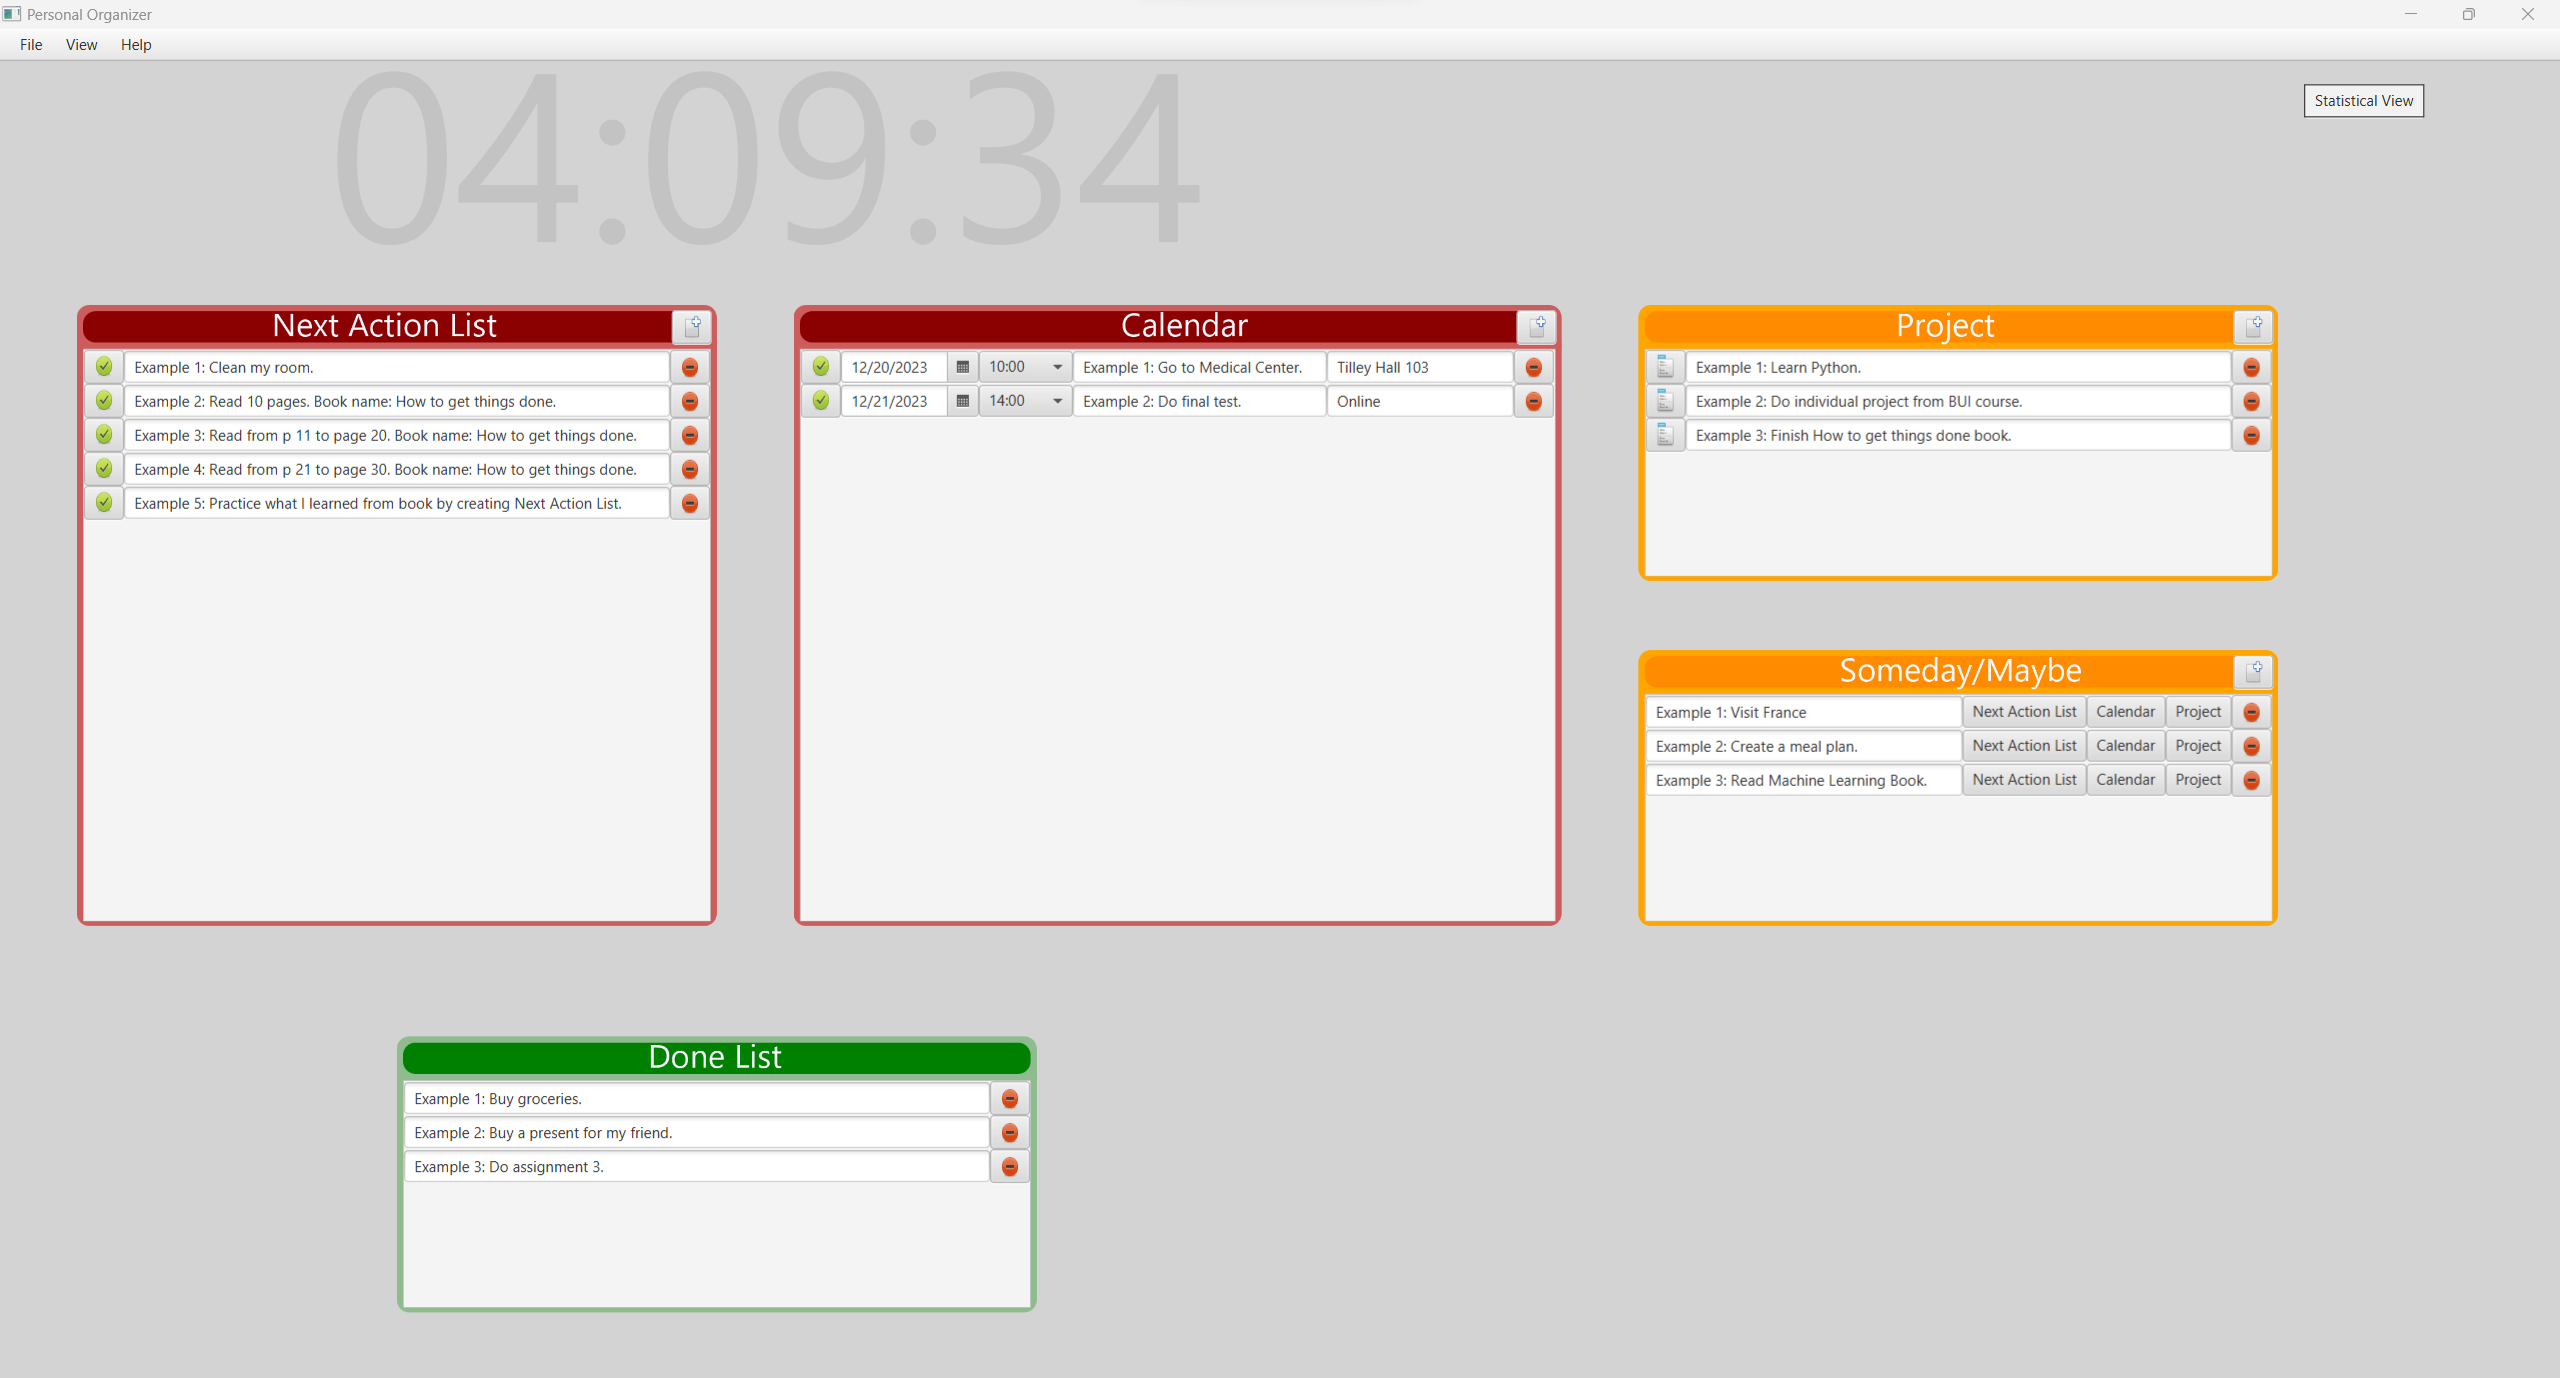 Personal Organizer
File View Help
04:09:34
Statistical View
Next Action List
Example 1: Clean my room.
Example 2: Read 10 pages. Book name: How to get things done.
Example 3: Read from p 11 to page 20. Book name: How to get things done.
Example 4: Read from p 21 to page 30. Book name: How to get things done.
Example 5: Practice what I learned from book by creating Next Action List.
Calendar
12/20/2023 10:00 Example 1: Go to Medical Center. Tilley Hall 103
12/21/2023 14:00 Example 2: Do final test. Online
Project
Example 1: Learn Python.
Example 2: Do individual project from BUI course.
Example 3: Finish How to get things done book.
Someday/Maybe
Example 1: Visit France Next Action List Calendar Project
Example 2: Create a meal plan. Next Action List Calendar Project
Example 3: Read Machine Learning Book. Next Action List Calendar Project
Done List
Example 1: Buy groceries.
Example 2: Buy a present for my friend.
Example 3: Do assignment 3.